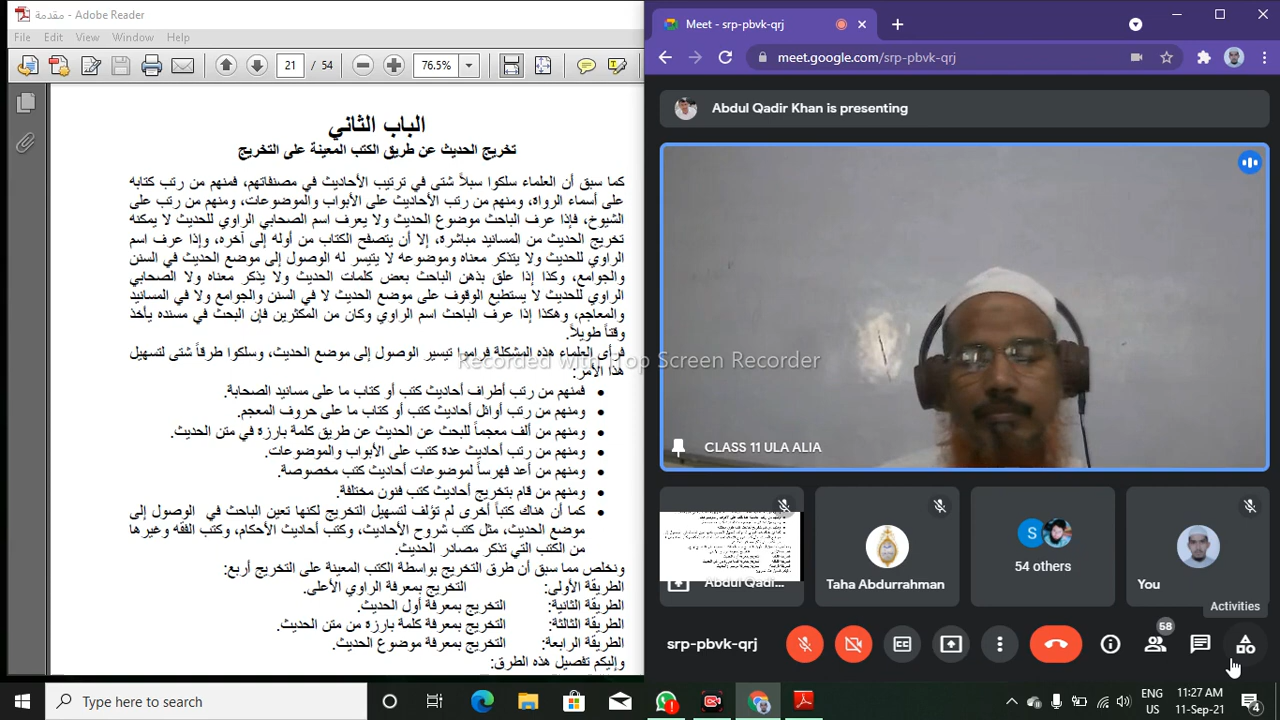 مقدمة - Adobe Reader
File Edit View Window Help
21 / 54
76.5%
الباب الثاني
تخريج الحديث عن طريق الكتب المعينة على التخريج
كما سبق أن العلماء سلكوا سبلاً شتى في ترتيب الأحاديث في مصنفاتهم، فمنهم من رتب كتابه
على أسماء الرواة، ومنهم من رتب الأحاديث على الأبواب والموضوعات، ومنهم من رتب على
الشيوخ، فإذا عرف الباحث موضوع الحديث ولا يعرف اسم الصحابي الراوي للحديث لا يمكنه
تخريج الحديث من المسانيد مباشرة، إلا أن يتصفح الكتاب من أوله إلى آخره، وإذا عرف اسم
الراوي للحديث ولا يتذكر معناه وموضوعه لا يتيسر له الوصول إلى موضع الحديث في السنن
والجوامع، وكذا إذا علق بذهن الباحث بعض كلمات الحديث ولا يذكر معناه ولا الصحابي
الراوي للحديث لا يستطيع الوقوف على موضع الحديث لا في السنن والجوامع ولا في المسانيد
والمعاجم، وهكذا إذا عرف الباحث اسم الراوي وكان من المكثرين فإن البحث في مسنده يأخذ
وقتاً طويلاً.
فرأى العلماء هذه المشكلة فراموا تيسير الوصول إلى موضع الحديث، وسلكوا طرقاً شتى لتسهيل
هذا الأمر:
• فمنهم من رتب أطراف أحاديث كتب أو كتاب ما على مسانيد الصحابة.
• ومنهم من رتب أوائل أحاديث كتب أو كتاب ما على حروف المعجم.
• ومنهم من ألف معجماً للبحث عن الحديث عن طريق كلمة بارزة في متن الحديث.
• ومنهم من رتب أحاديث عدة كتب على الأبواب والموضوعات.
• ومنهم من أعد فهرساً لموضوعات أحاديث كتب مخصوصة.
• ومنهم من قام بتخريج أحاديث كتب فنون مختلفة.
• كما أن هناك كتباً أخرى لم تؤلف لتسهيل التخريج لكنها تعين الباحث في الوصول إلى
موضع الحديث، مثل كتب شروح الأحاديث، وكتب أحاديث الأحكام، وكتب الفقه وغيرها
من الكتب التي تذكر مصادر الحديث.
ونخلص مما سبق أن طرق التخريج بواسطة الكتب المعينة على التخريج أربع:
الطريقة الأولى: التخريج بمعرفة الراوي الأعلى.
الطريقة الثانية: التخريج بمعرفة أول الحديث.
الطريقة الثالثة: التخريج بمعرفة كلمة بارزة من متن الحديث.
الطريقة الرابعة: التخريج بمعرفة موضوع الحديث.
وإليكم تفصيل هذه الطرق:
Recorded with iTop Screen Recorder
Meet - srp-pbvk-qrj
meet.google.com/srp-pbvk-qrj
Abdul Qadir Khan is presenting
CLASS 11 ULA ALIA
Abdul Qadi...
Taha Abdurrahman
S
54 others
You
Activities
srp-pbvk-qrj
58
Type here to search
ENG
US
11:27 AM
11-Sep-21
4